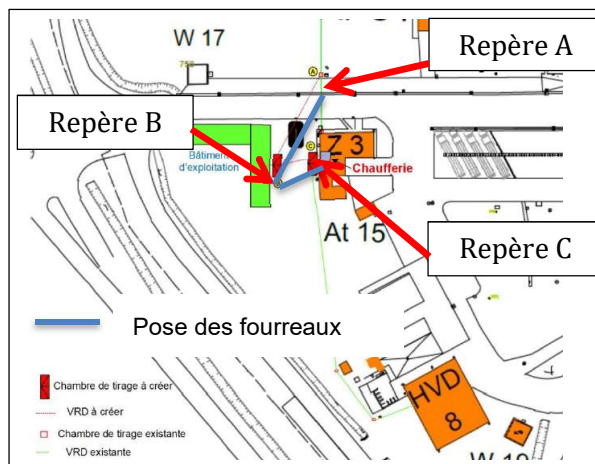 W 17
Repère A
A
Repère B
C
Z 3
Bâtiment
d'exploitation
Chaufferie
At 15
Repère C
Pose des fourreaux
Chambre de tirage à créer
VRD à créer
Chambre de tirage existante
VRD existante
HVD
8
W 19